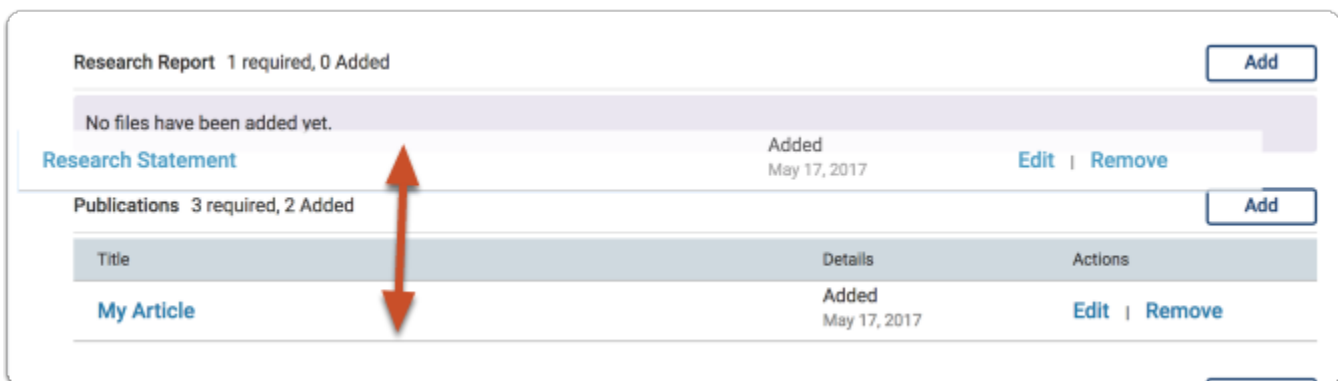 Research Report 1 required, 0 Added Add
No files have been added yet.
Research Statement Added May 17, 2017 Edit | Remove
Publications 3 required, 2 Added Add
Title Details Actions
My Article Added May 17, 2017 Edit | Remove